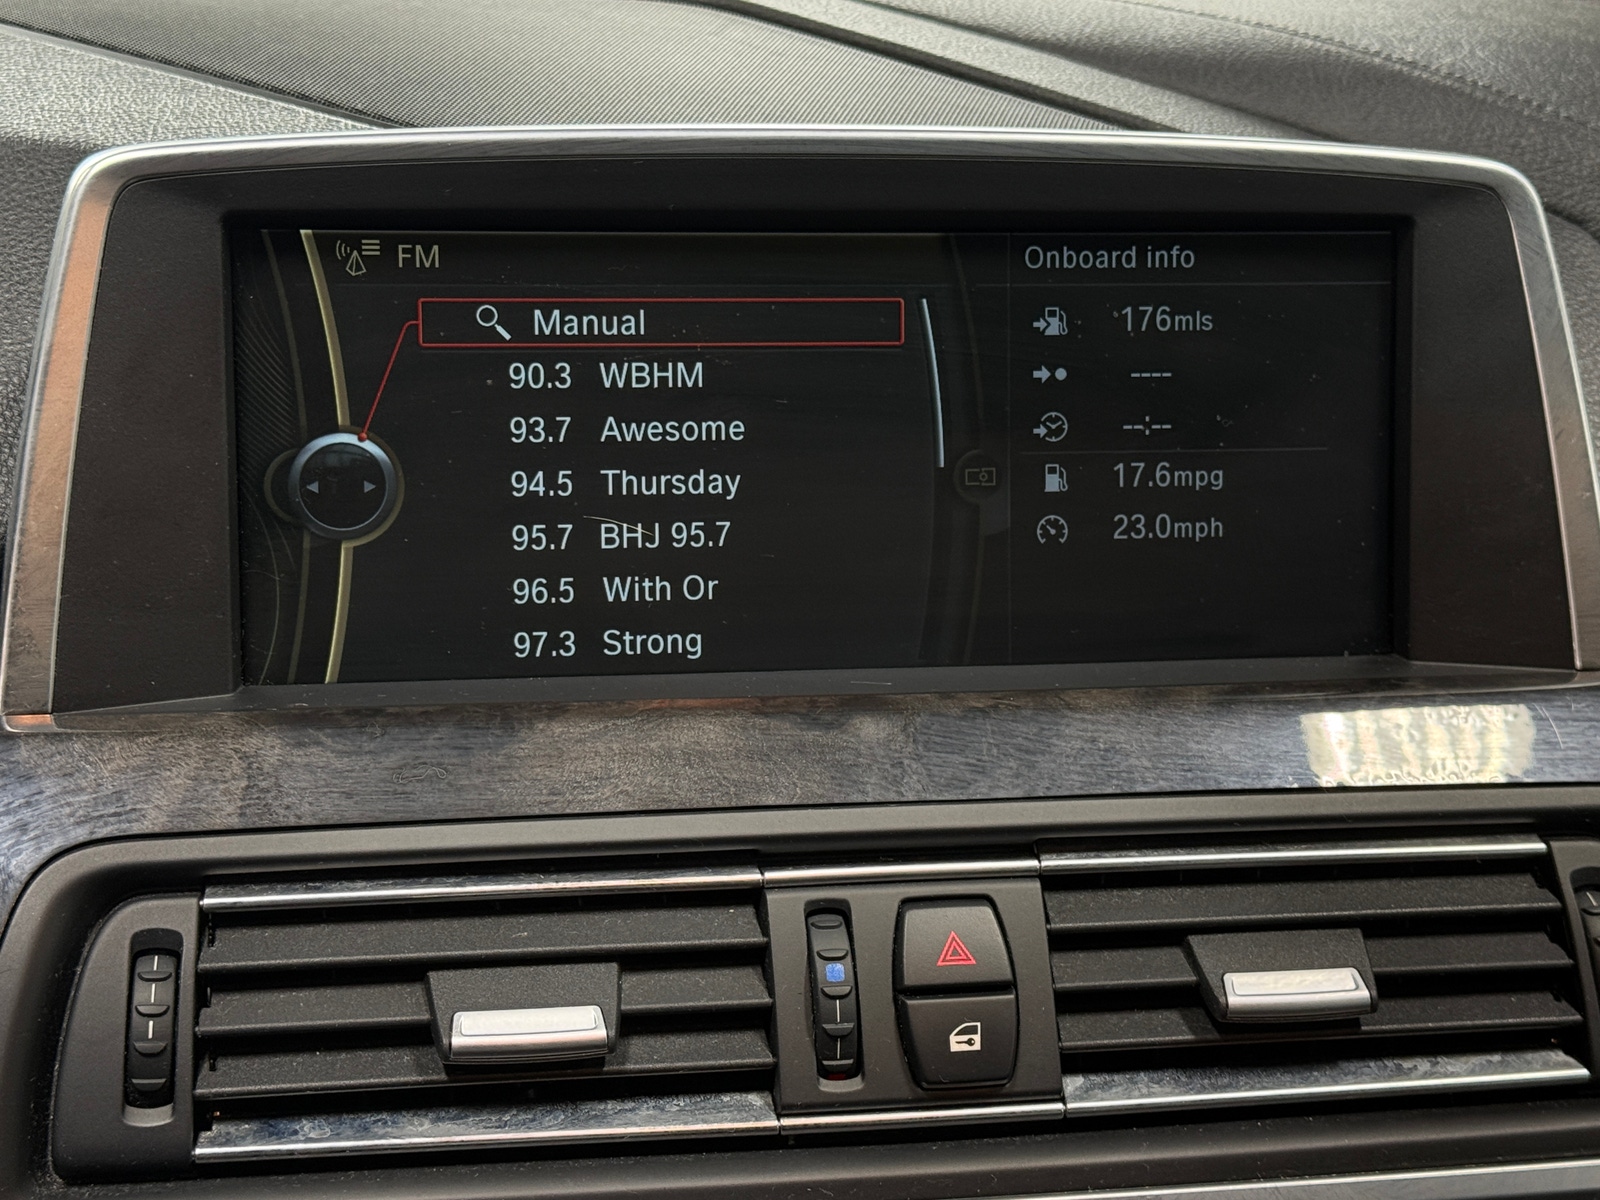 FM
Manual
90.3 WBHM
93.7 Awesome
94.5 Thursday
95.7 BHJ 95.7
96.5 With Or
97.3 Strong
Onboard info
176mls
----
--:--
17.6mpg
23.0mph